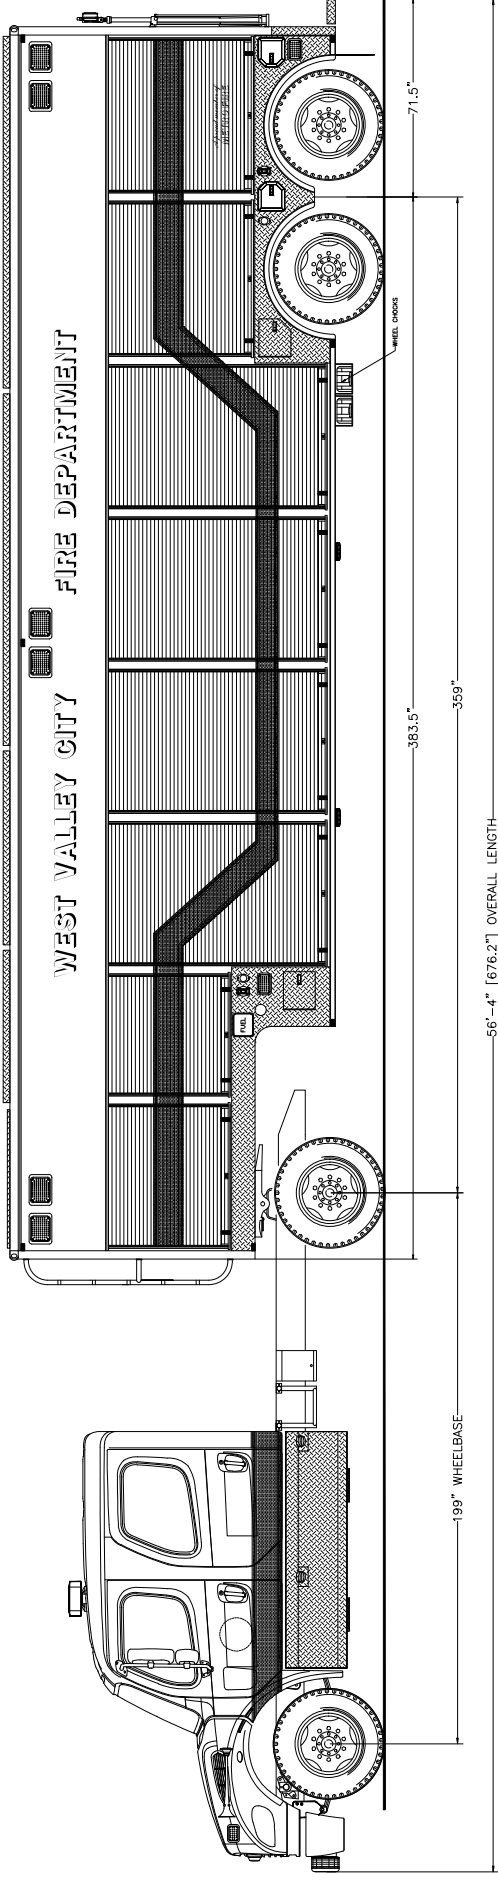 WEST VALLEY CITY FIRE DEPARTMENT
FUEL
WHEEL CHOCKS
71.5"
383.5"
359"
199" WHEELBASE
56'-4" [676.2"] OVERALL LENGTH